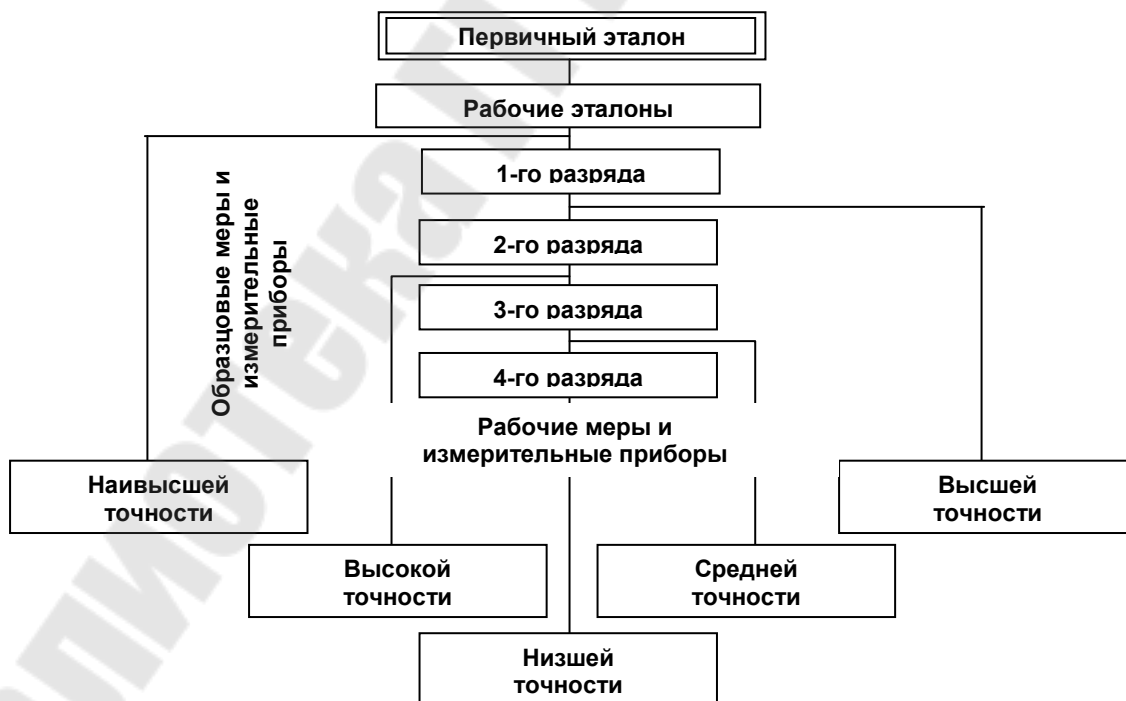 Первичный эталон
Рабочие эталоны
1-го разряда
2-го разряда
3-го разряда
4-го разряда
Образцовые меры и
измерительные
приборы
Рабочие меры и
измерительные приборы
Наивысшей
точности
Высшей
точности
Высокой
точности
Средней
точности
Низшей
точности